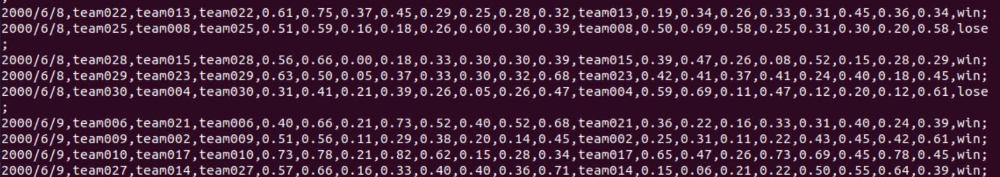 ;
2000/6/8,team022,team013,team022,0.61,0.75,0.37,0.45,0.29,0.25,0.28,0.32,team013,0.19,0.34,0.26,0.33,0.31,0.45,0.36,0.34,win;
2000/6/8,team025,team008,team025,0.51,0.59,0.16,0.18,0.26,0.60,0.30,0.39,team008,0.50,0.69,0.58,0.25,0.31,0.30,0.20,0.58,lose
;
2000/6/8,team028,team015,team028,0.56,0.66,0.00,0.18,0.33,0.30,0.30,0.39,team015,0.39,0.47,0.26,0.08,0.52,0.15,0.28,0.29,win;
2000/6/8,team029,team023,team029,0.63,0.50,0.05,0.37,0.33,0.30,0.32,0.68,team023,0.42,0.41,0.37,0.41,0.24,0.40,0.18,0.45,win;
2000/6/8,team030,team004,team030,0.31,0.41,0.21,0.39,0.26,0.05,0.26,0.47,team004,0.59,0.69,0.11,0.47,0.12,0.20,0.12,0.61,lose
;
2000/6/9,team006,team021,team006,0.40,0.66,0.21,0.73,0.52,0.40,0.52,0.68,team021,0.36,0.22,0.16,0.33,0.31,0.40,0.24,0.39,win;
2000/6/9,team009,team002,team009,0.51,0.56,0.11,0.29,0.38,0.20,0.14,0.45,team002,0.25,0.31,0.11,0.22,0.43,0.45,0.42,0.61,win;
2000/6/9,team010,team017,team010,0.73,0.78,0.21,0.82,0.62,0.15,0.28,0.34,team017,0.65,0.47,0.26,0.73,0.69,0.45,0.78,0.45,win;
2000/6/9,team027,team014,team027,0.57,0.66,0.16,0.33,0.40,0.40,0.36,0.71,team014,0.15,0.06,0.21,0.22,0.50,0.55,0.64,0.39,win;